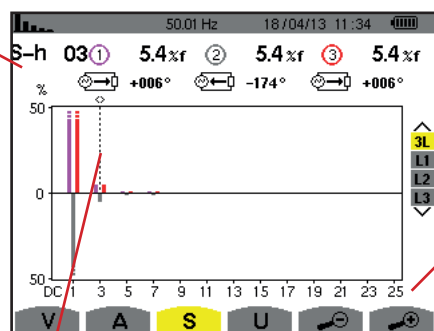 50.01 Hz 18/04/13 11:34
S-h 03 1 5.4%f 2 5.4%f 3 5.4%f
+006° -174° +006°
%
50
0
50
3L
L1
L2
L3
DC 1 3 5 7 9 11 13 15 17 19 21 23 25
V A S U